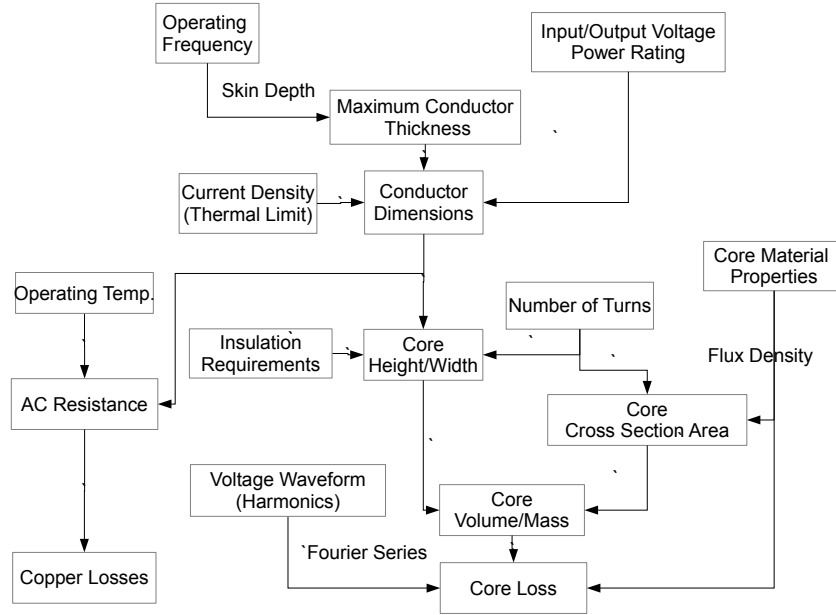 Operating
Frequency
Input/Output Voltage
Power Rating
Skin Depth
Maximum Conductor
Thickness
Current Density
(Thermal Limit)
Conductor
Dimensions
Core Material
Properties
Operating Temp.
Number of Turns
Insulation
Requirements
Core
Height/Width
Flux Density
AC Resistance
Core
Cross Section Area
Voltage Waveform
(Harmonics)
Core
Volume/Mass
Fourier Series
Copper Losses
Core Loss